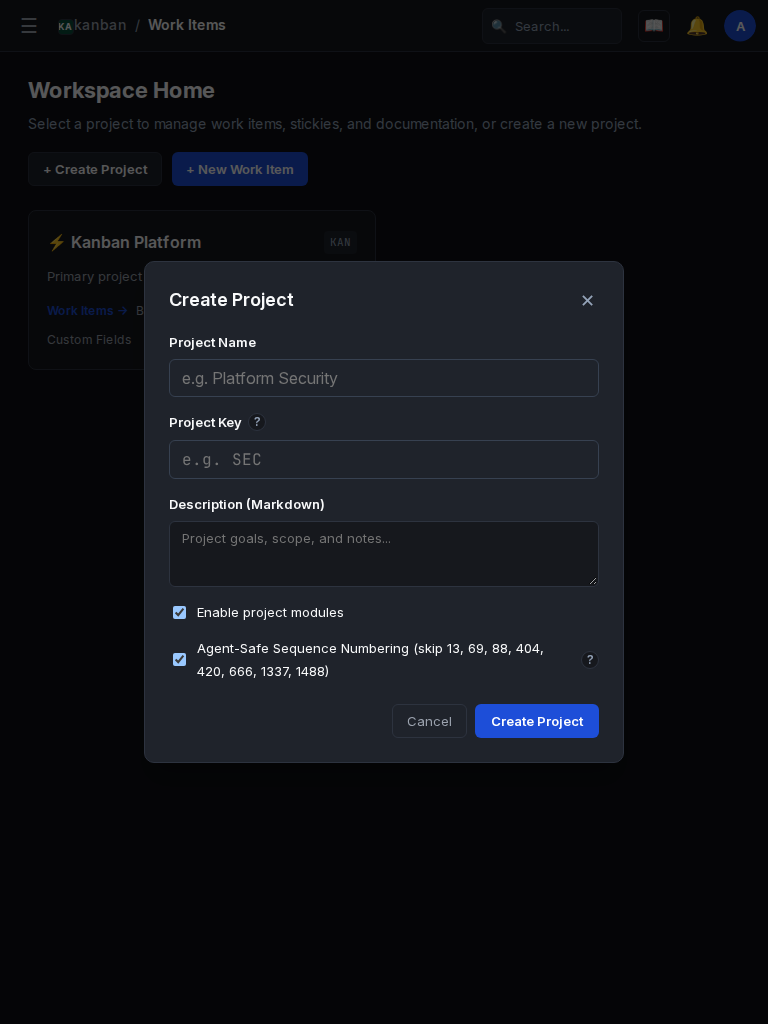 KA kanban / Work Items
Search...
A
Workspace Home
Select a project to manage work items, stickies, and documentation, or create a new project.
+ Create Project
+ New Work Item
⚡ Kanban Platform
KAN
Primary project
Work Items → B
Custom Fields
Create Project
✕
Project Name
e.g. Platform Security
Project Key ?
e.g. SEC
Description (Markdown)
Project goals, scope, and notes...
Enable project modules
Agent-Safe Sequence Numbering (skip 13, 69, 88, 404,
420, 666, 1337, 1488)
?
Cancel
Create Project